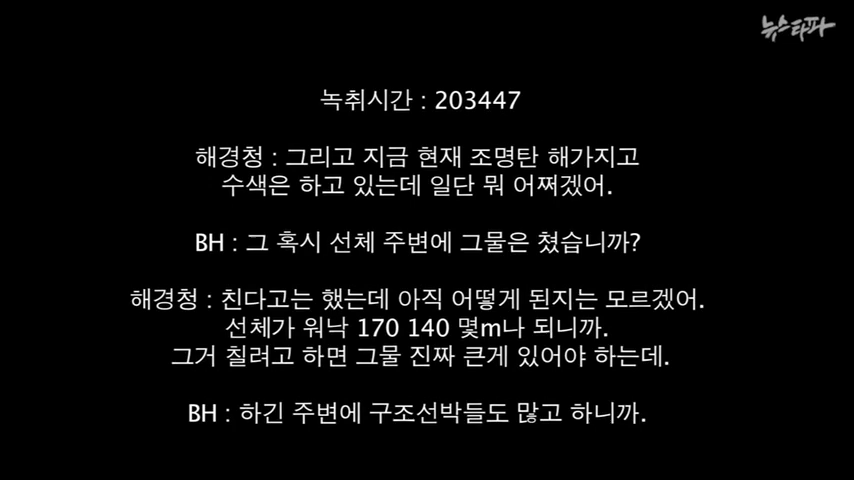 뉴스타파
녹취시간 : 203447
해경청 : 그리고 지금 현재 조명탄 해가지고
수색은 하고 있는데 일단 뭐 어쩌겠어.
BH : 그 혹시 선체 주변에 그물은 쳤습니까?
해경청 : 친다고는 했는데 아직 어떻게 된지는 모르겠어.
선체가 워낙 170 140 몇m나 되니까.
그거 칠려고 하면 그물 진짜 큰게 있어야 하는데.
BH : 하긴 주변에 구조선박들도 많고 하니까.